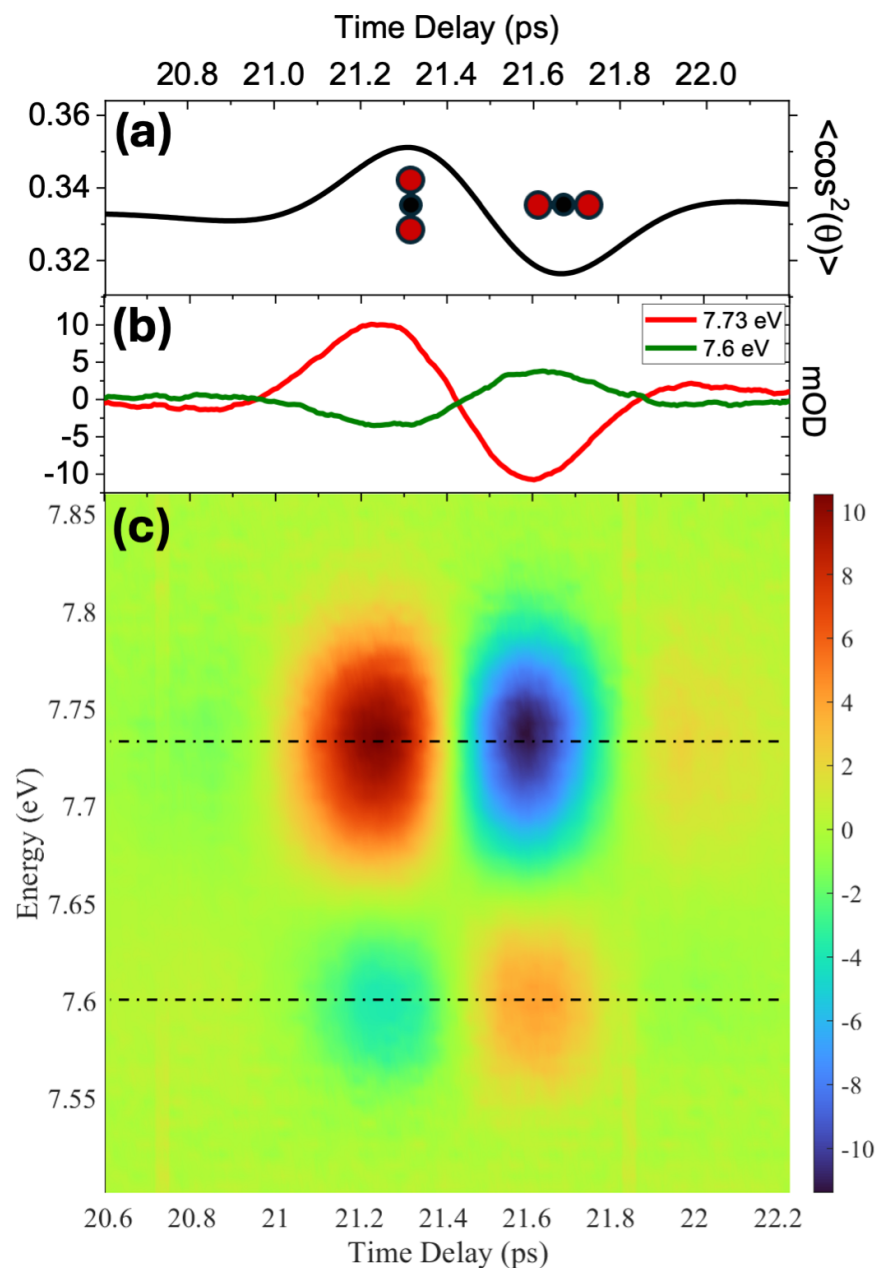 Time Delay (ps)
20.8 21.0 21.2 21.4 21.6 21.8 22.0
0.36
0.34
0.32
(a)
<cos²(θ)>
10
5
0
-5
-10
(b)
7.73 eV
7.6 eV
mOD
(c)
7.85
7.8
7.75
7.7
7.65
7.6
7.55
Energy (eV)
10
8
6
4
2
0
-2
-4
-6
-8
-10
20.6 20.8 21 21.2 21.4 21.6 21.8 22 22.2
Time Delay (ps)